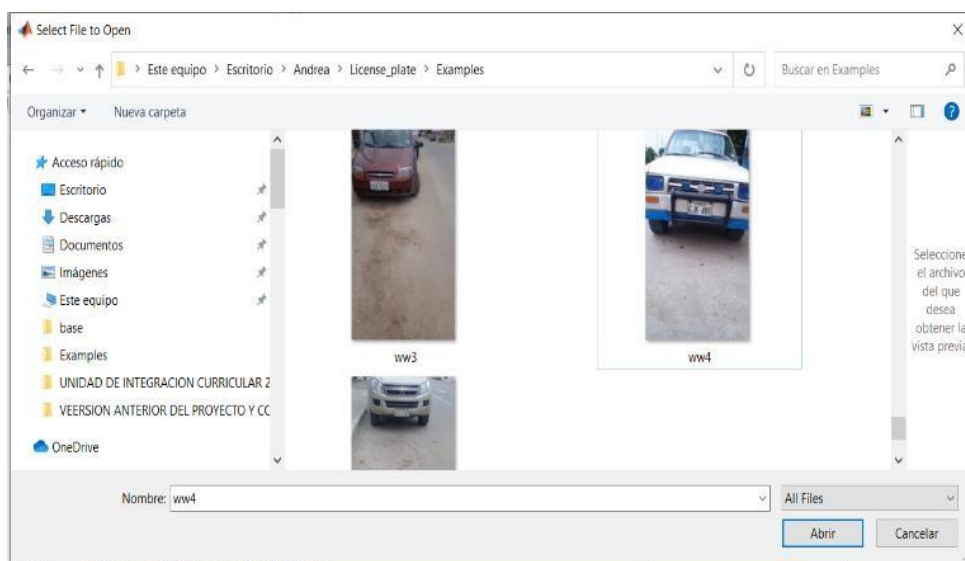 Select File to Open
Este equipo > Escritorio > Andrea > License_plate > Examples
Buscar en Examples
Organizar
Nueva carpeta
Acceso rápido
Escritorio
Descargas
Documentos
Imágenes
Este equipo
base
Examples
UNIDAD DE INTEGRACION CURRICULAR 2
VEERSION ANTERIOR DEL PROYECTO Y CC
OneDrive
ww3
ww4
Seleccione
el archivo
del que
desea
obtener la
vista previa
Nombre: ww4
All Files
Abrir
Cancelar